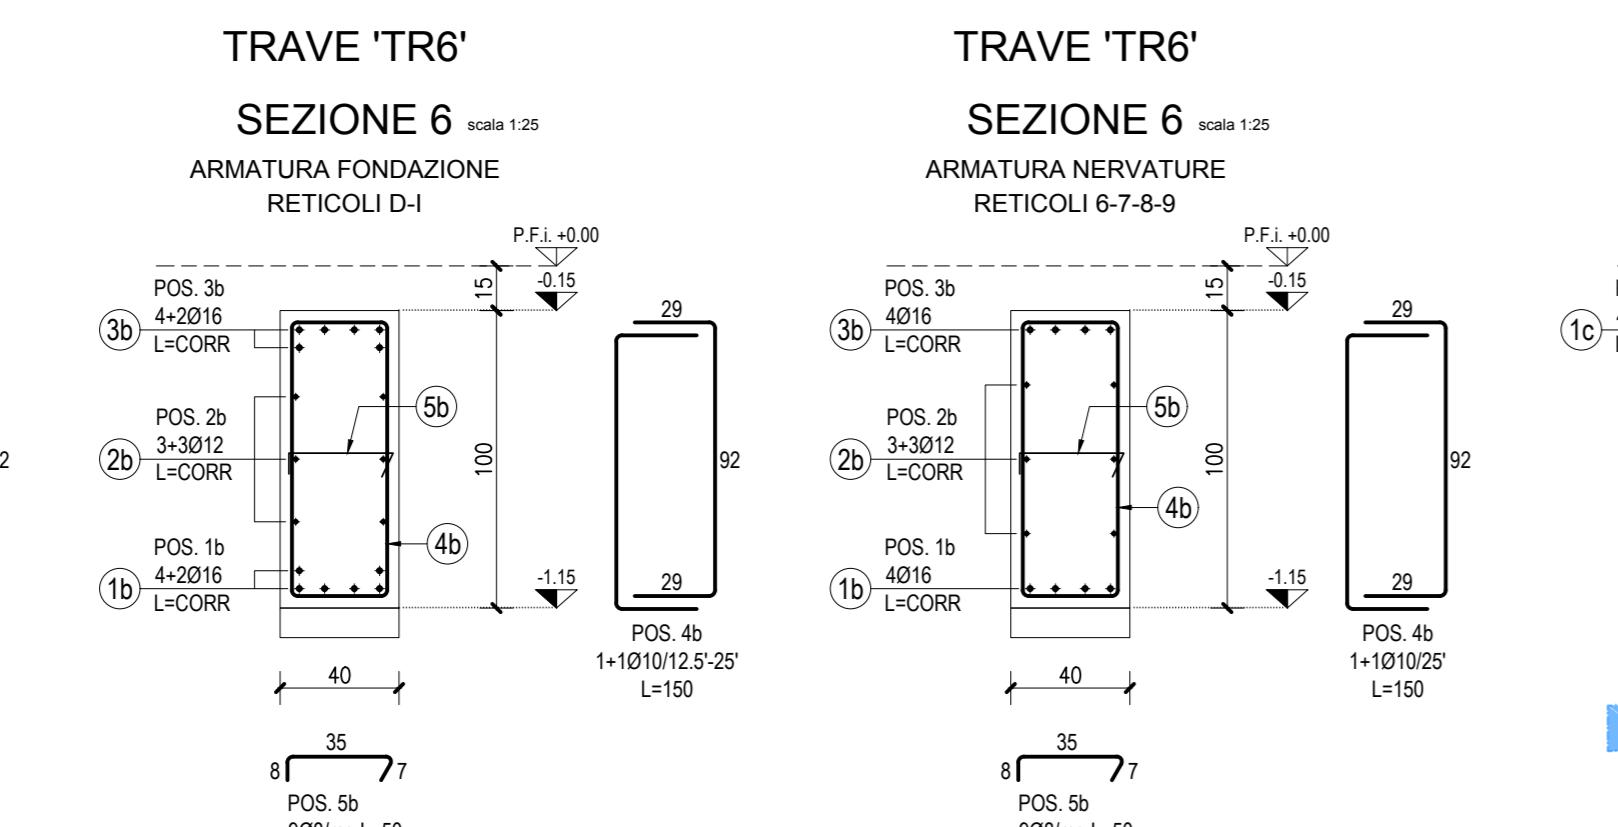 TRAVE 'TR6'
SEZIONE 6 scala 1:25
ARMATURA FONDAZIONE
RETICOLI D-I
P.F.i. +0.00
-0.15
15
POS. 3b
4+2Ø16
L=CORR
3b
5b
POS. 2b
3+3Ø12
L=CORR
2b
100
4b
POS. 1b
4+2Ø16
L=CORR
1b
-1.15
40
29
92
29
POS. 4b
1+1Ø10/12.5'-25'
L=150
35
8
7
POS. 5b
TRAVE 'TR6'
SEZIONE 6 scala 1:25
ARMATURA NERVATURE
RETICOLI 6-7-8-9
P.F.i. +0.00
-0.15
15
POS. 3b
4Ø16
L=CORR
3b
5b
POS. 2b
3+3Ø12
L=CORR
2b
100
4b
POS. 1b
4Ø16
L=CORR
1b
-1.15
40
29
92
29
POS. 4b
1+1Ø10/25'
L=150
35
8
7
POS. 5b
1c
2